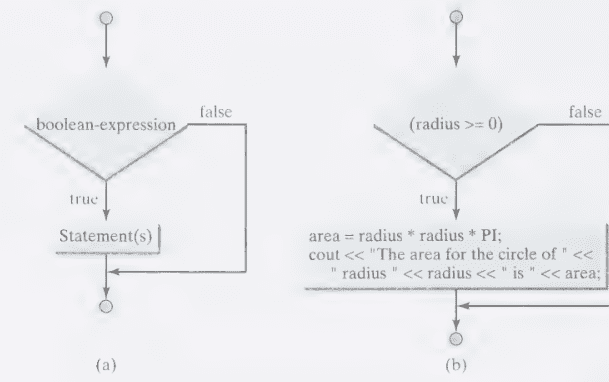 false
boolean-expression
true
Statement(s)
(a)
false
(radius >= 0)
true
area = radius * radius * PI;
cout << "The area for the circle of " <<
" radius " << radius << " is " << area;
(b)